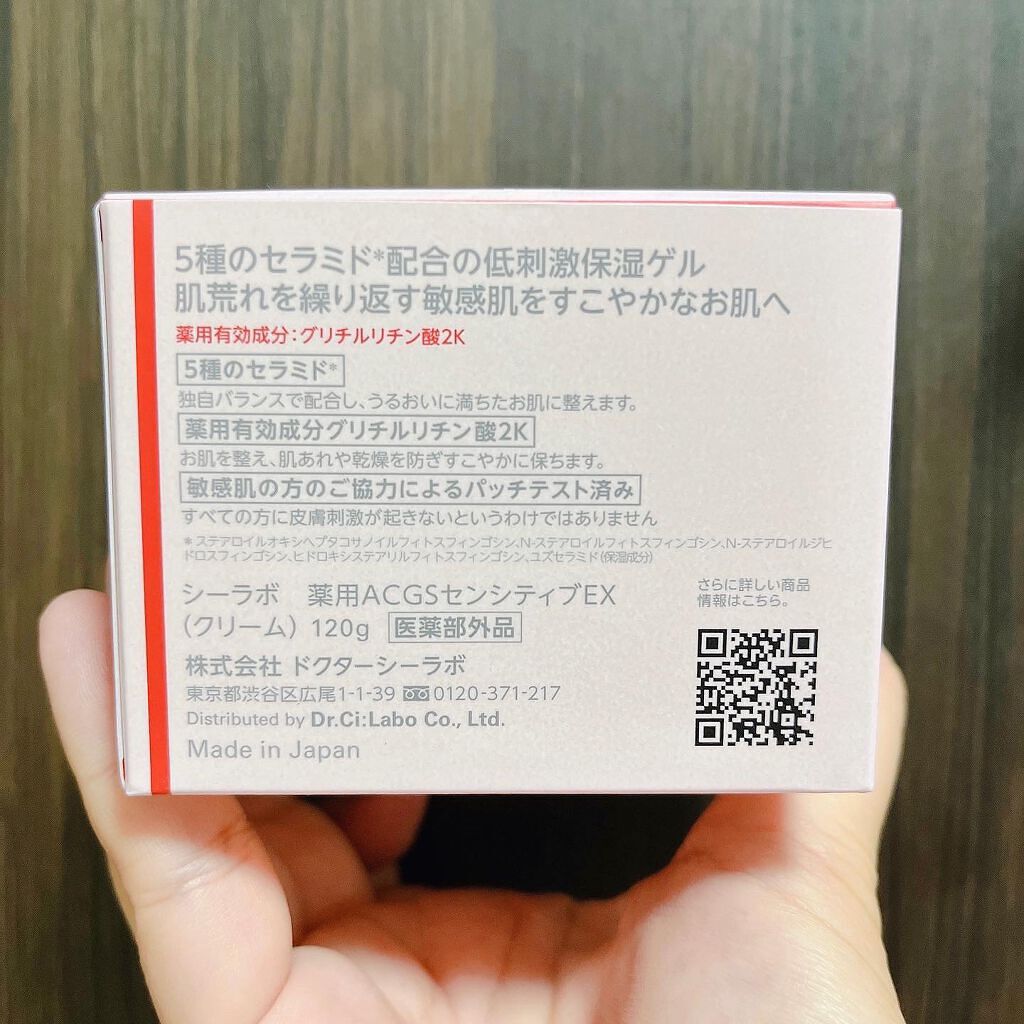 5種のセラミド*配合の低刺激保湿ゲル
肌荒れを繰り返す敏感肌をすこやかなお肌へ
薬用有効成分:グリチルリチン酸2K
5種のセラミド*
独自バランスで配合し、うるおいに満ちたお肌に整えます。
薬用有効成分グリチルリチン酸2K
お肌を整え、肌あれや乾燥を防ぎすこやかに保ちます。
敏感肌の方のご協力によるパッチテスト済み
すべての方に皮膚刺激が起きないというわけではありません
*ステアロイルオキシヘプタコサノイルフィトスフィンゴシン、N-ステアロイルフィトスフィンゴシン、N-ステアロイルジヒ
ドロスフィンゴシン、ヒドロキシステアリルフィトスフィンゴシン、ユズセラミド(保湿成分)
シーラボ 薬用ACGSセンシティブEX
(クリーム) 120g 医薬部外品
さらに詳しい商品
情報はこちら。
株式会社 ドクターシーラボ
東京都渋谷区広尾1-1-39 0120-371-217
Distributed by Dr.Ci:Labo Co., Ltd.
Made in Japan